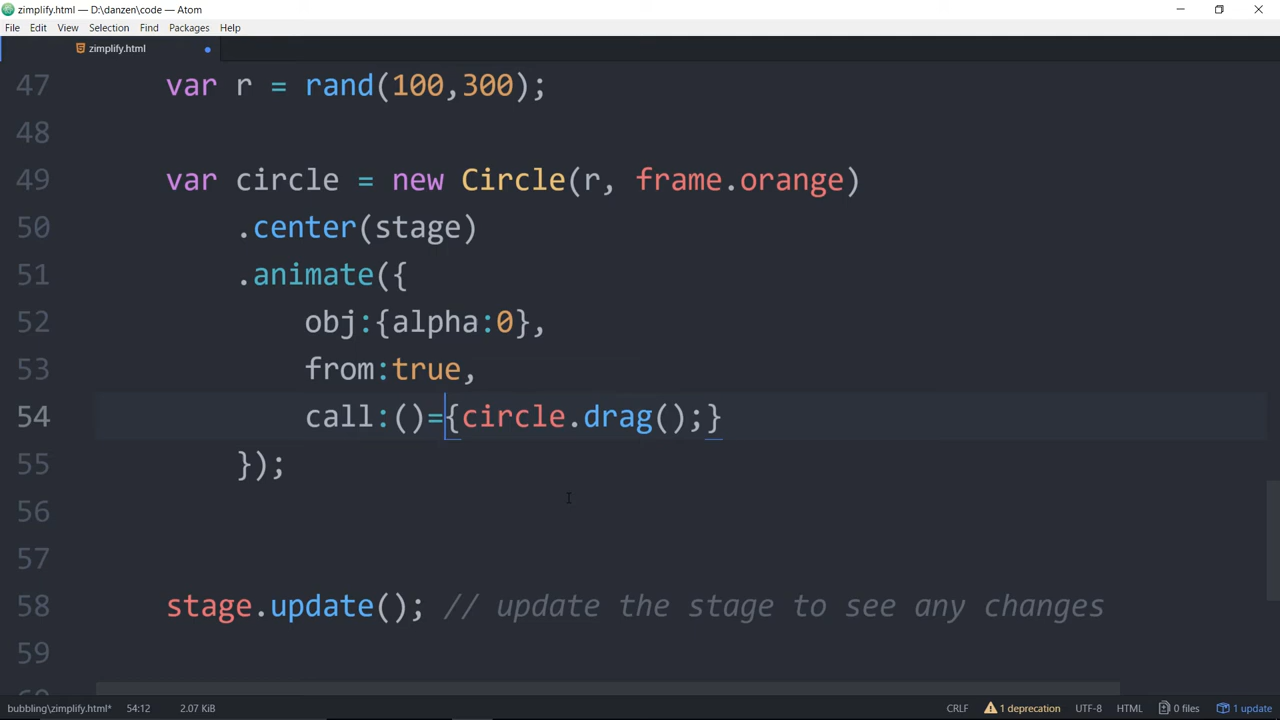 zimplify.html — D:\danzen\code — Atom
File Edit View Selection Find Packages Help
zimplify.html
47 var r = rand(100,300);
48
49 var circle = new Circle(r, frame.orange)
50 .center(stage)
51 .animate({
52 obj:{alpha:0},
53 from:true,
54 call:()={circle.drag();}
55 });
56
57
58 stage.update(); // update the stage to see any changes
59
60
bubbling\zimplify.html* 54:12 2.07 KiB CRLF 1 deprecation UTF-8 HTML 0 files 1 update